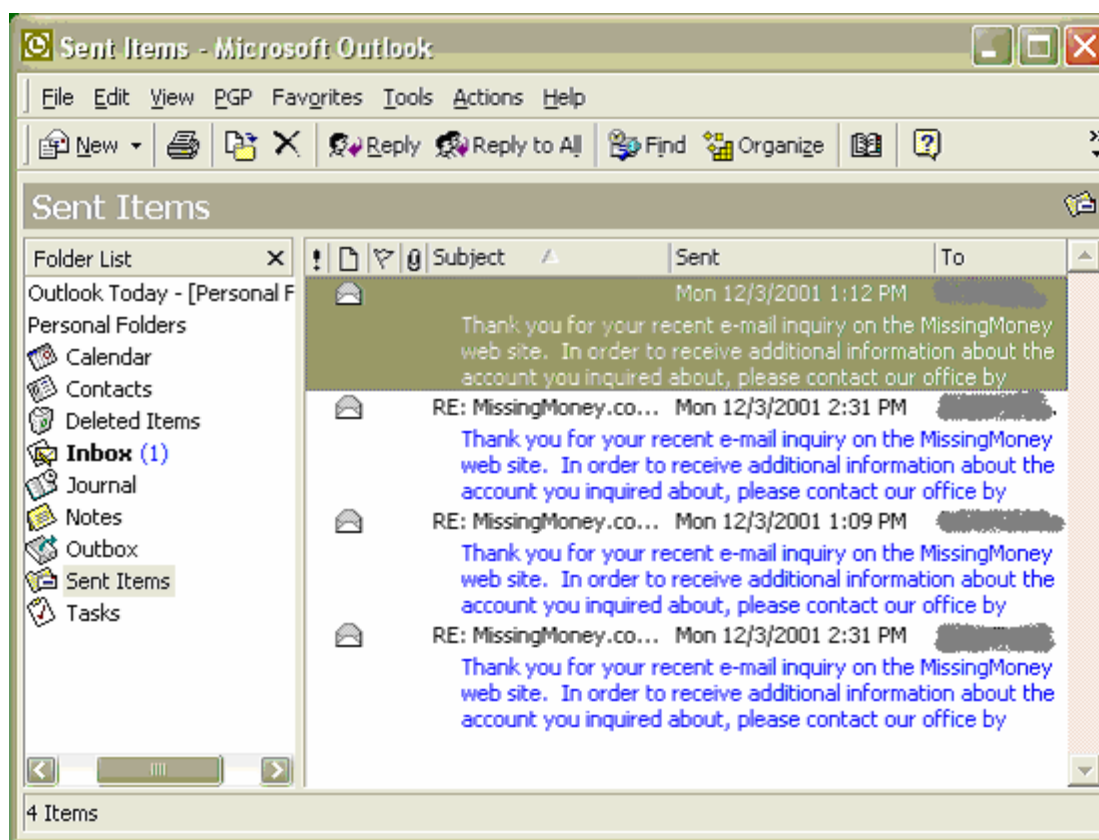 Sent Items - Microsoft Outlook
File Edit View PGP Favorites Tools Actions Help
New Reply Reply to All Find Organize
Sent Items
Folder List
Outlook Today - [Personal F
Personal Folders
Calendar
Contacts
Deleted Items
Inbox (1)
Journal
Notes
Outbox
Sent Items
Tasks
! Subject Sent To
Mon 12/3/2001 1:12 PM
Thank you for your recent e-mail inquiry on the MissingMoney
web site. In order to receive additional information about the
account you inquired about, please contact our office by
RE: MissingMoney.co... Mon 12/3/2001 2:31 PM
Thank you for your recent e-mail inquiry on the MissingMoney
web site. In order to receive additional information about the
account you inquired about, please contact our office by
RE: MissingMoney.co... Mon 12/3/2001 1:09 PM
Thank you for your recent e-mail inquiry on the MissingMoney
web site. In order to receive additional information about the
account you inquired about, please contact our office by
RE: MissingMoney.co... Mon 12/3/2001 2:31 PM
Thank you for your recent e-mail inquiry on the MissingMoney
web site. In order to receive additional information about the
account you inquired about, please contact our office by
4 Items